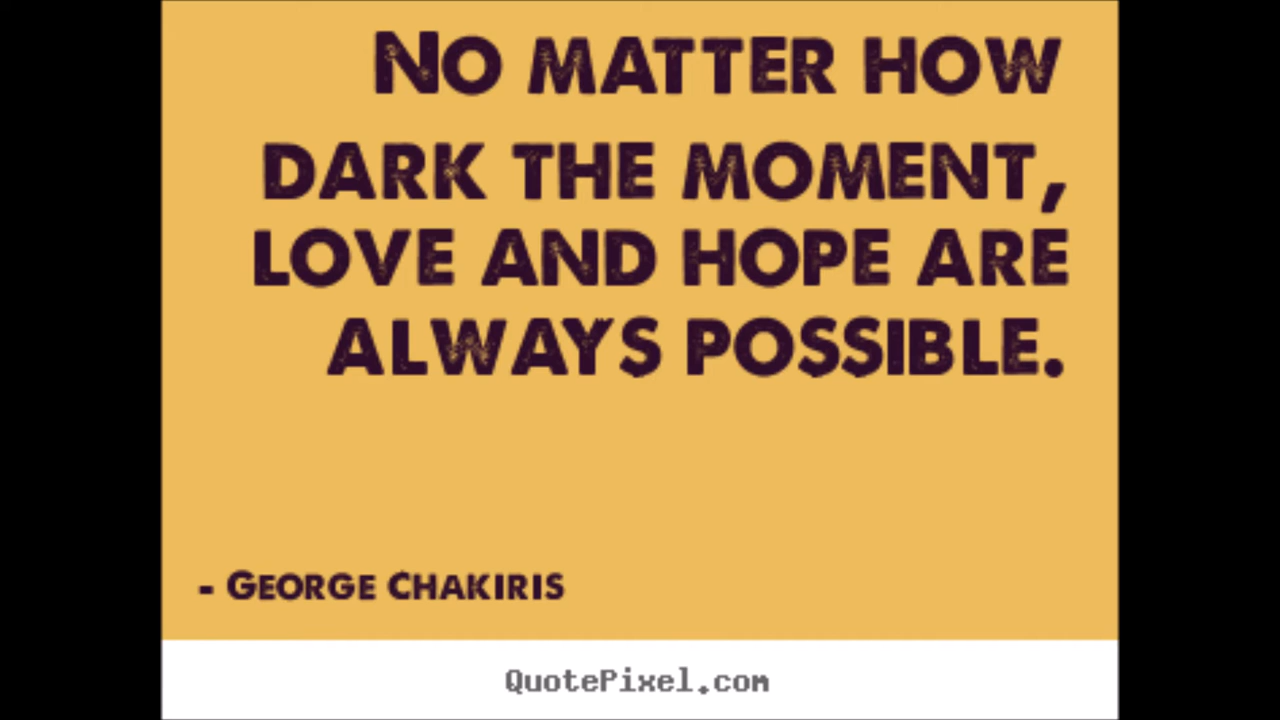 No matter how
dark the moment,
love and hope are
always possible.
- George Chakiris
QuotePixel.com